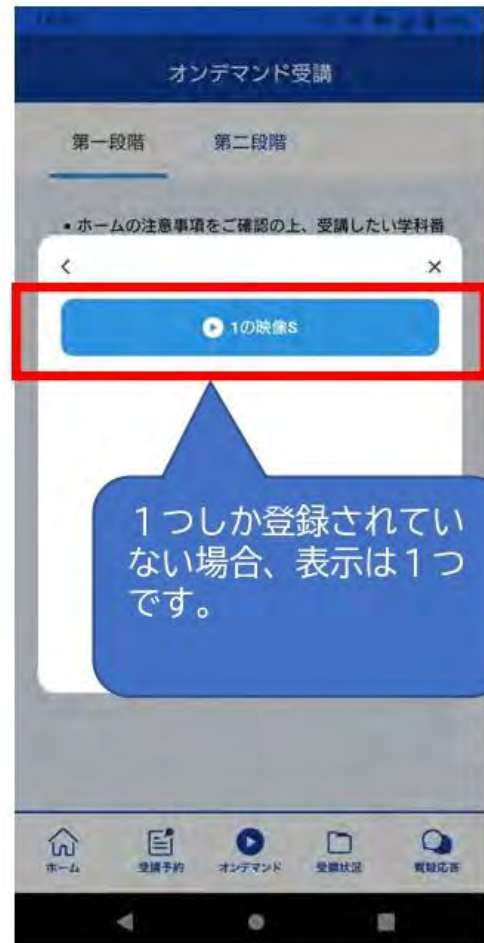 オンデマンド受講
第一段階 第二段階
• ホームの注意事項をご確認の上、受講したい学科番
< ×
1の映像S
１つしか登録されてい
ない場合、表示は１つ
です。
ホーム 受講予約 オンデマンド 受講状況 質疑応答